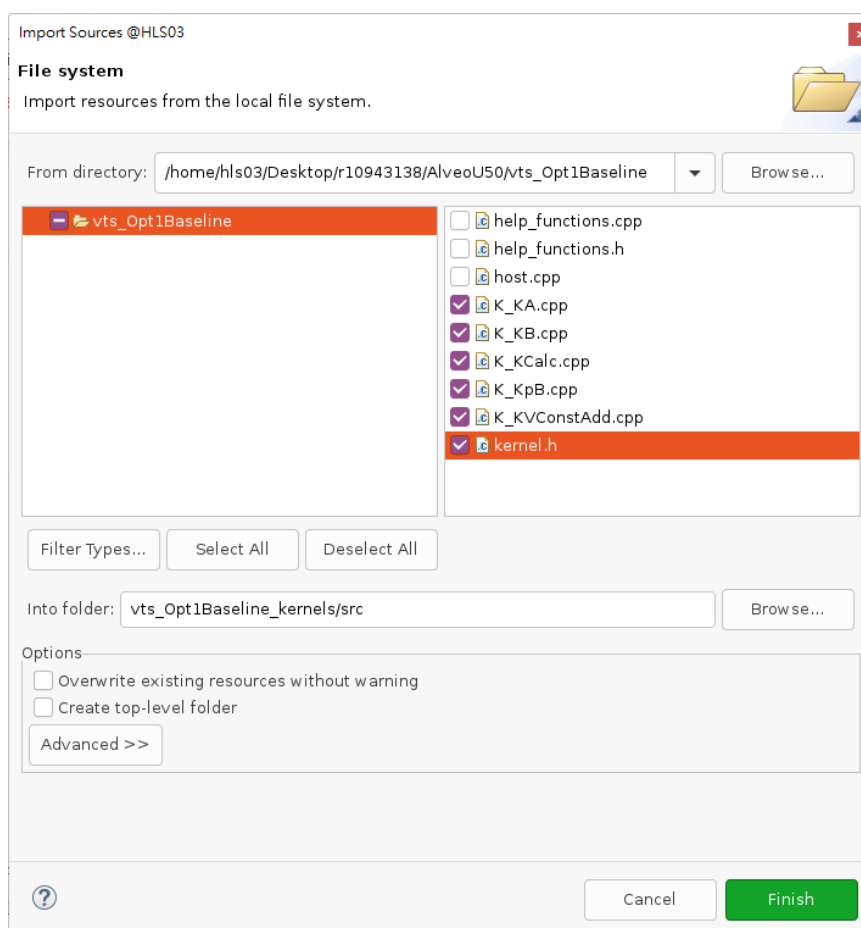 Import Sources @HLS03
File system
Import resources from the local file system.
From directory: /home/hls03/Desktop/r10943138/AlveoU50/vts_Opt1Baseline Browse...
vts_Opt1Baseline
help_functions.cpp
help_functions.h
host.cpp
K_KA.cpp
K_KB.cpp
K_KCalc.cpp
K_KpB.cpp
K_KVConstAdd.cpp
kernel.h
Filter Types... Select All Deselect All
Into folder: vts_Opt1Baseline_kernels/src Browse...
Options
Overwrite existing resources without warning
Create top-level folder
Advanced >>
Cancel Finish